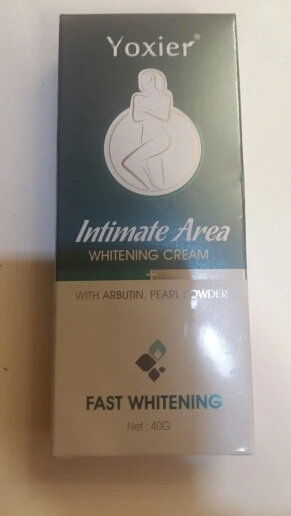 Yoxier®
Intimate Area
WHITENING CREAM
WITH ARBUTIN, PEARL POWDER
FAST WHITENING
Net : 40G